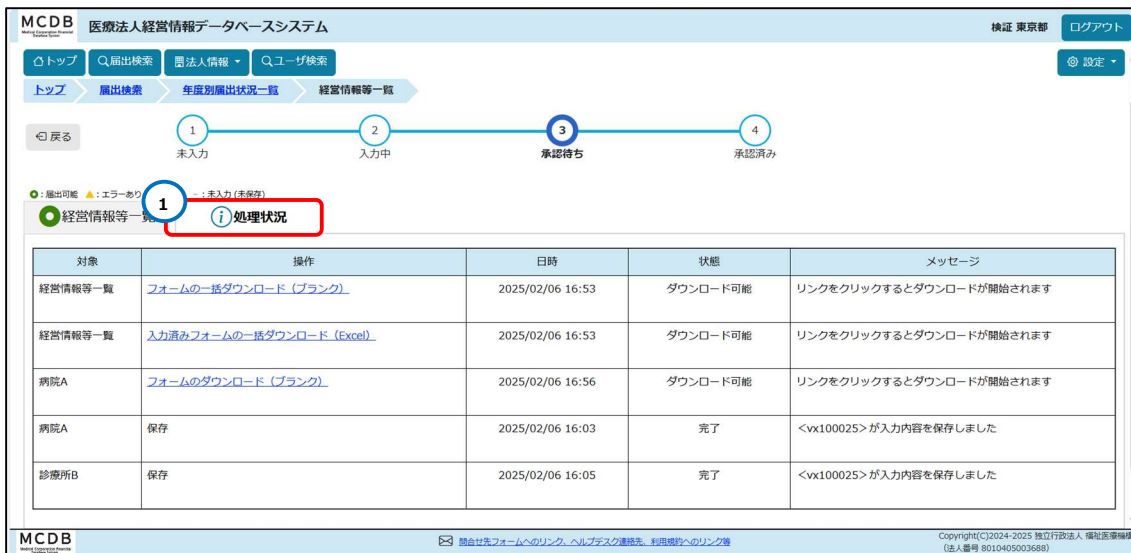 MCDB 医療法人経営情報データベースシステム 検証 東京都 ログアウト
トップ 届出検索 法人情報 ユーザ検索 設定
トップ 届出検索 年度別届出状況一覧 経営情報等一覧
戻る 1 2 3 4
未入力 入力中 承認待ち 承認済み
:届出可能 :エラーあり -:未入力(未保存)
経営情報等一覧 1 処理状況
対象 操作 日時 状態 メッセージ
経営情報等一覧 フォームの一括ダウンロード(ブランク) 2025/02/06 16:53 ダウンロード可能 リンクをクリックするとダウンロードが開始されます
経営情報等一覧 入力済みフォームの一括ダウンロード(Excel) 2025/02/06 16:53 ダウンロード可能 リンクをクリックするとダウンロードが開始されます
病院A フォームのダウンロード(ブランク) 2025/02/06 16:56 ダウンロード可能 リンクをクリックするとダウンロードが開始されます
病院A 保存 2025/02/06 16:03 完了 <vx100025>が入力内容を保存しました
診療所B 保存 2025/02/06 16:05 完了 <vx100025>が入力内容を保存しました
MCDB 問合せ先フォームへのリンク、ヘルプデスク連絡先、利用規約へのリンク等 Copyright(C)2024-2025 独立行政法人 福祉医療機構
(法人番号 8010405003688)